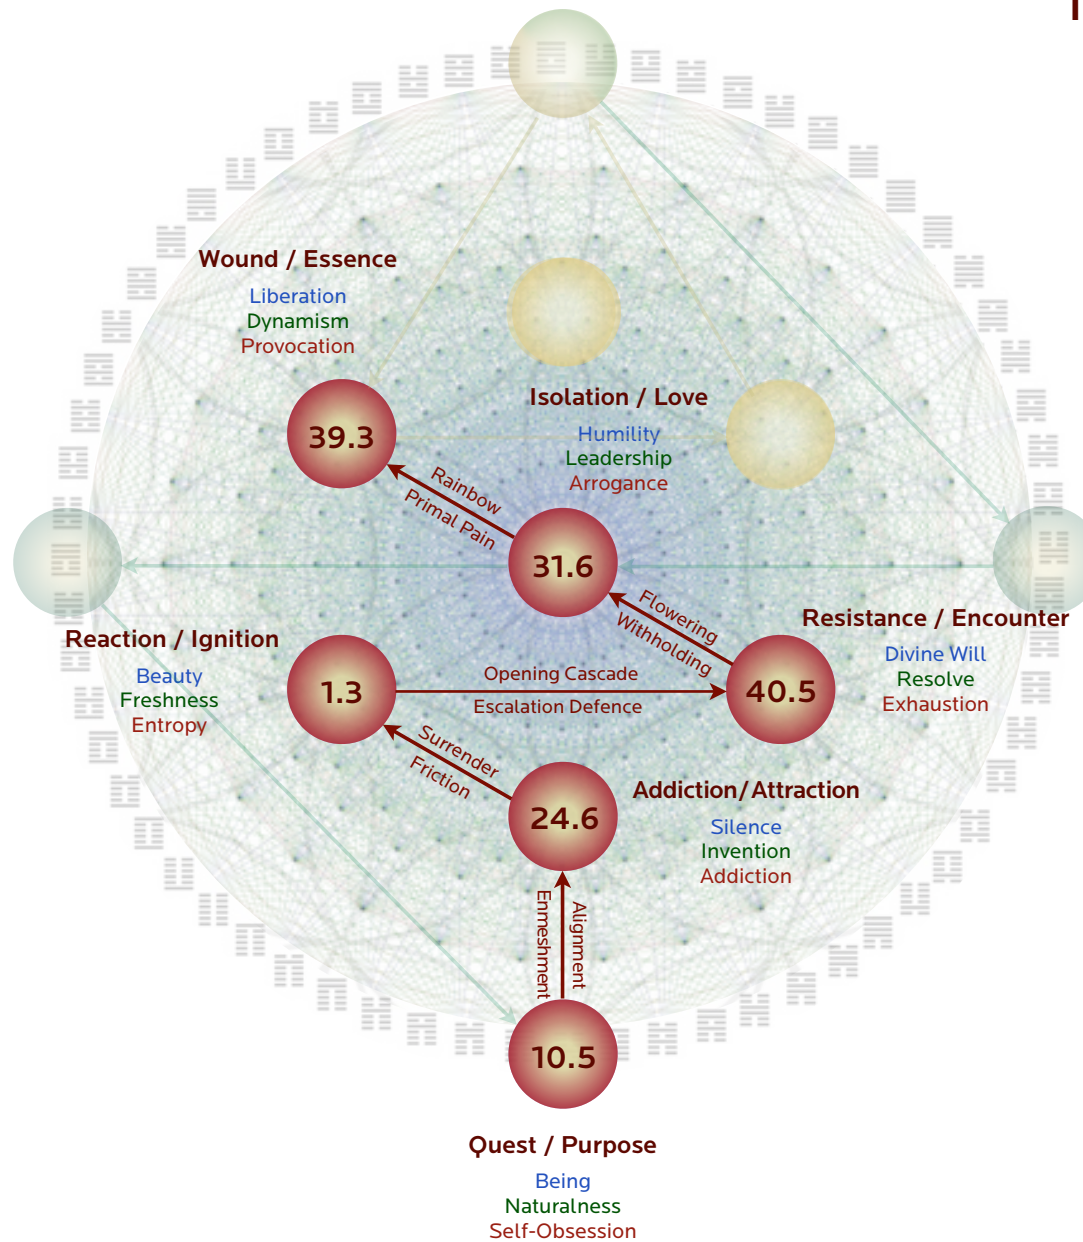 Wound / Essence
Liberation
Dynamism
Provocation
39.3
Isolation / Love
Humility
Leadership
Arrogance
Rainbow
Primal Pain
31.6
Flowering
Withholding
Resistance / Encounter
Divine Will
Resolve
Exhaustion
Reaction / Ignition
Beauty
Freshness
Entropy
1.3
Opening Cascade
Escalation Defence
40.5
Surrender
Friction
24.6
Addiction/Attraction
Silence
Invention
Addiction
Enmeshment
Alignment
10.5
Quest / Purpose
Being
Naturalness
Self-Obsession